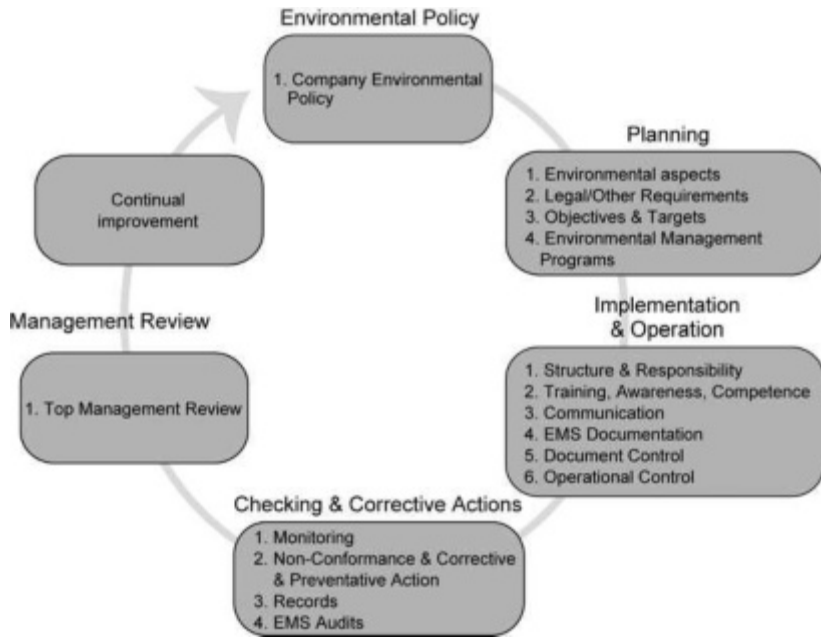 Environmental Policy
1. Company Environmental
Policy
Planning
1. Environmental aspects
2. Legal/Other Requirements
3. Objectives & Targets
4. Environmental Management
Programs
Implementation
& Operation
1. Structure & Responsibility
2. Training, Awareness, Competence
3. Communication
4. EMS Documentation
5. Document Control
6. Operational Control
Checking & Corrective Actions
1. Monitoring
2. Non-Conformance & Corrective
& Preventative Action
3. Records
4. EMS Audits
Management Review
1. Top Management Review
Continual
improvement